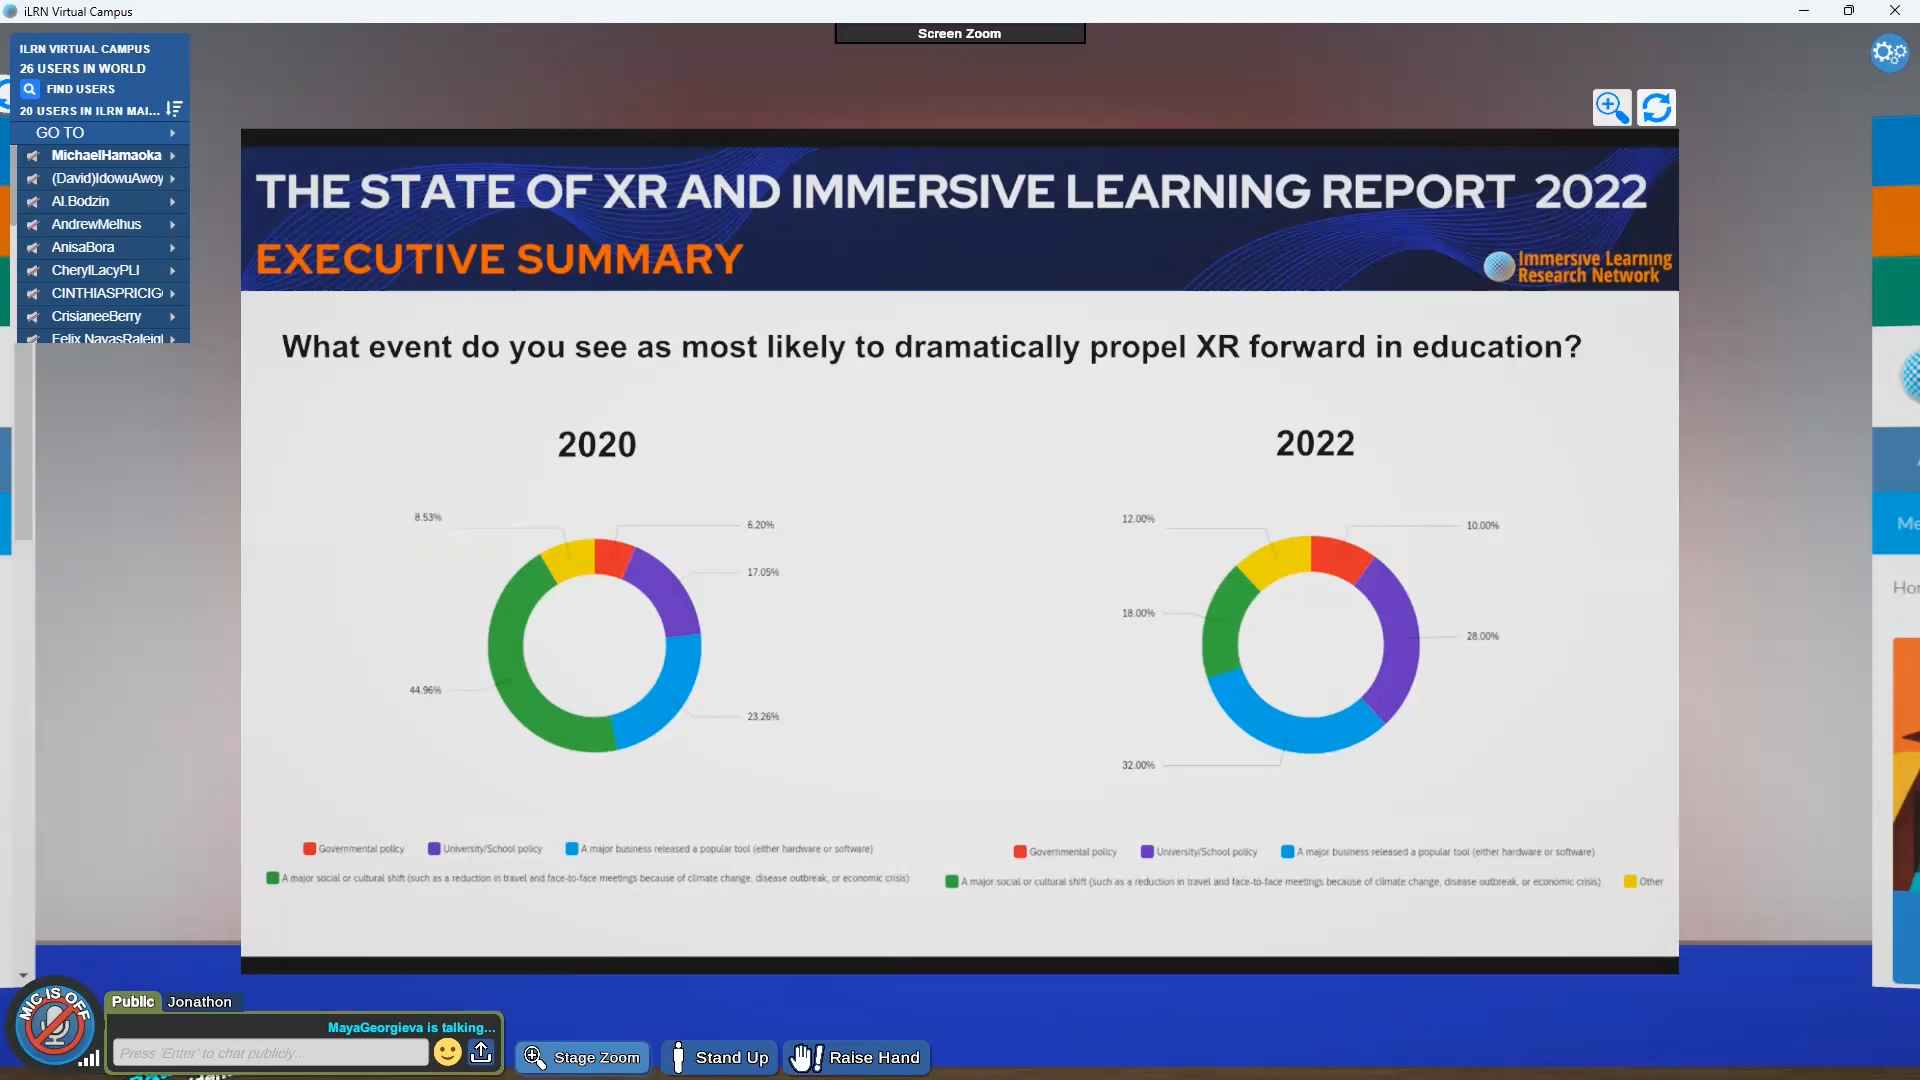 iLRN Virtual Campus
Screen Zoom
ILRN VIRTUAL CAMPUS
26 USERS IN WORLD
FIND USERS
20 USERS IN ILRN MAI...
GO TO
MichaelHamaoka
(David)IdowuAwoy
Al.Bodzin
AndrewMelhus
AnisaBora
CherylLacyPLI
CINTHIASPRICIG
CrisianeeBerry
Felix NavasRaleigh
THE STATE OF XR AND IMMERSIVE LEARNING REPORT 2022
EXECUTIVE SUMMARY
Immersive Learning
Research Network
What event do you see as most likely to dramatically propel XR forward in education?
2020
8.53%
6.20%
17.05%
44.96%
23.26%
Governmental policy
University/School policy
A major business released a popular tool (either hardware or software)
A major social or cultural shift (such as a reduction in travel and face-to-face meetings because of climate change, disease outbreak, or economic crisis)
2022
12.00%
10.00%
18.00%
28.00%
32.00%
Governmental policy
University/School policy
A major business released a popular tool (either hardware or software)
A major social or cultural shift (such as a reduction in travel and face-to-face meetings because of climate change, disease outbreak, or economic crisis)
Other
Me
Hor
MIC IS OFF
Public Jonathon
MayaGeorgieva is talking...
Press 'Enter' to chat publicly...
Stage Zoom
Stand Up
Raise Hand